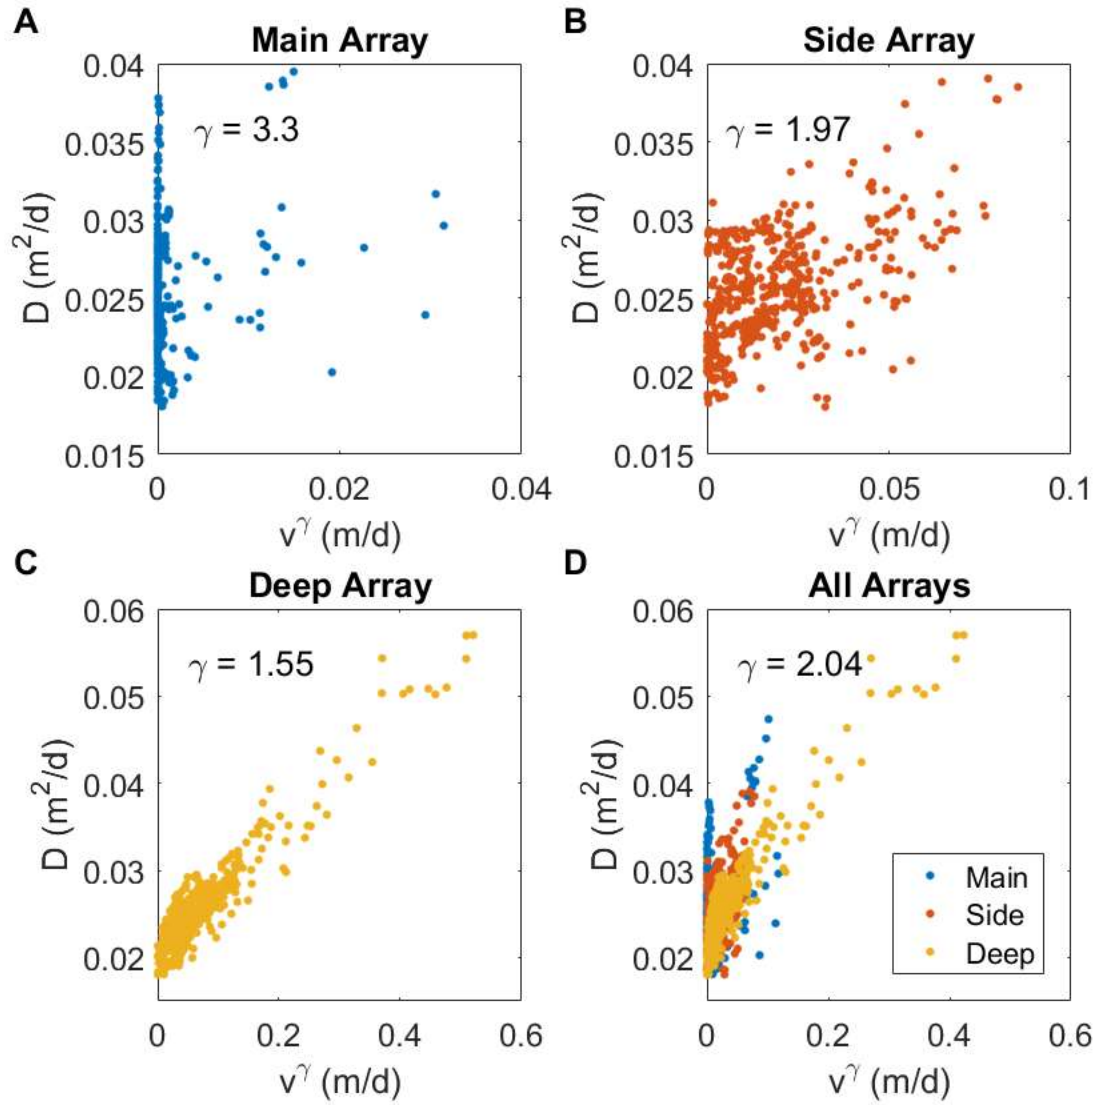 A
Main Array
0.04
0.035
0.03
0.025
0.02
0.015
D (m²/d)
γ = 3.3
0
0.02
0.04
v^γ (m/d)
B
Side Array
0.04
0.035
0.03
0.025
0.02
0.015
D (m²/d)
γ = 1.97
0
0.05
0.1
v^γ (m/d)
C
Deep Array
0.06
0.05
0.04
0.03
0.02
D (m²/d)
γ = 1.55
0
0.2
0.4
0.6
v^γ (m/d)
D
All Arrays
0.06
0.05
0.04
0.03
0.02
D (m²/d)
γ = 2.04
Main
Side
Deep
0
0.2
0.4
0.6
v^γ (m/d)